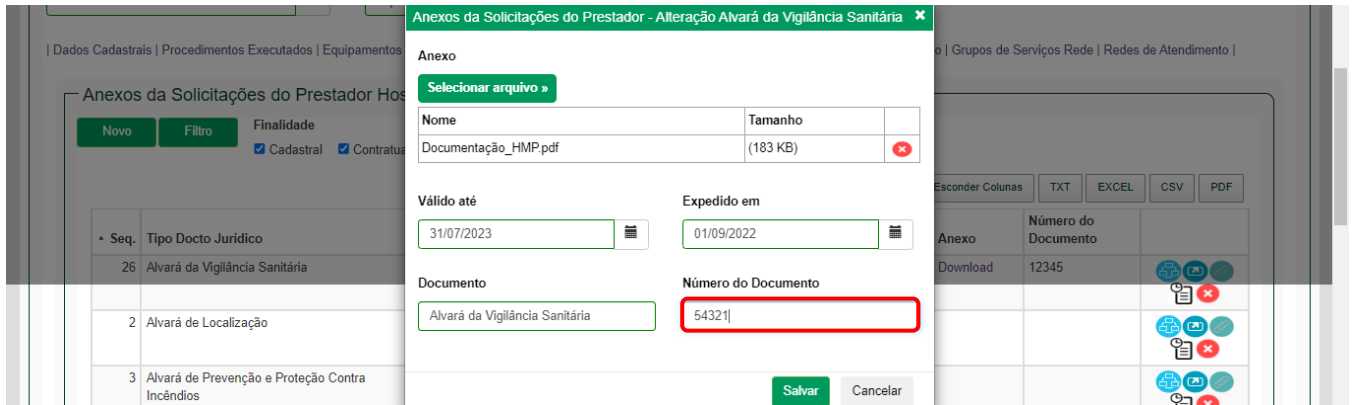 Anexos da Solicitações do Prestador - Alteração Alvará da Vigilância Sanitária ×
| Dados Cadastrais | Procedimentos Executados | Equipamentos
o | Grupos de Serviços Rede | Redes de Atendimento |
Anexo
Selecionar arquivo »
Anexos da Solicitações do Prestador Hos
Novo Filtro Finalidade
Cadastral Contratua
Nome Tamanho
Documentação_HMP.pdf (183 KB)
Esconder Colunas TXT EXCEL CSV PDF
Válido até Expedido em
31/07/2023 01/09/2022
Seq. Tipo Docto Jurídico Anexo Número do Documento
26 Alvará da Vigilância Sanitária Download 12345
Documento Número do Documento
Alvará da Vigilância Sanitária 54321
2 Alvará de Localização
3 Alvará de Prevenção e Proteção Contra
Incêndios
Salvar Cancelar